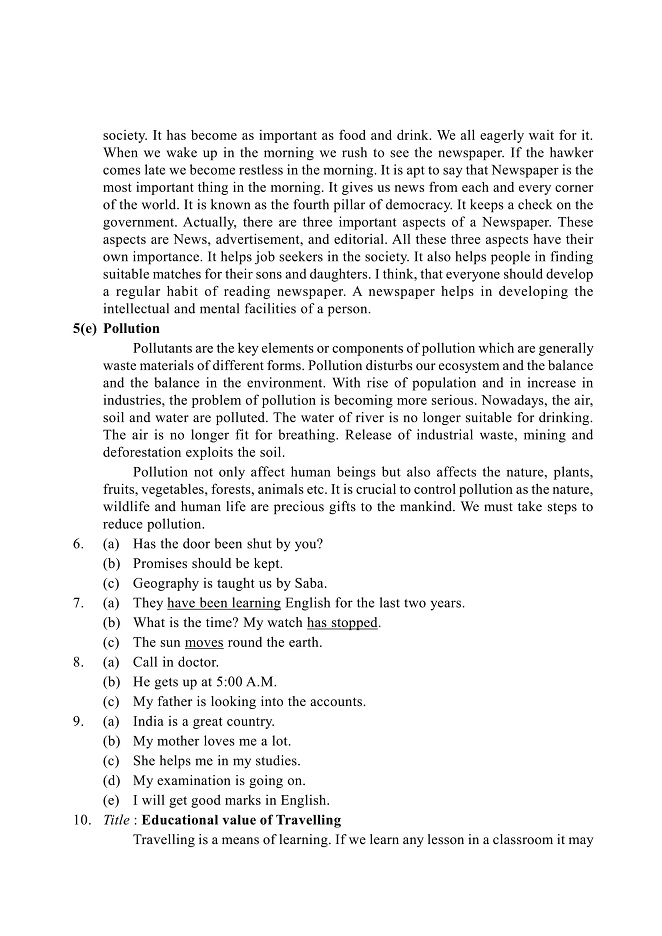 society. It has become as important as food and drink. We all eagerly wait for it.
When we wake up in the morning we rush to see the newspaper. If the hawker
comes late we become restless in the morning. It is apt to say that Newspaper is the
most important thing in the morning. It gives us news from each and every corner
of the world. It is known as the fourth pillar of democracy. It keeps a check on the
government. Actually, there are three important aspects of a Newspaper. These
aspects are News, advertisement, and editorial. All these three aspects have their
own importance. It helps job seekers in the society. It also helps people in finding
suitable matches for their sons and daughters. I think, that everyone should develop
a regular habit of reading newspaper. A newspaper helps in developing the
intellectual and mental facilities of a person.
5(e) Pollution
Pollutants are the key elements or components of pollution which are generally
waste materials of different forms. Pollution disturbs our ecosystem and the balance
and the balance in the environment. With rise of population and in increase in
industries, the problem of pollution is becoming more serious. Nowadays, the air,
soil and water are polluted. The water of river is no longer suitable for drinking.
The air is no longer fit for breathing. Release of industrial waste, mining and
deforestation exploits the soil.
Pollution not only affect human beings but also affects the nature, plants,
fruits, vegetables, forests, animals etc. It is crucial to control pollution as the nature,
wildlife and human life are precious gifts to the mankind. We must take steps to
reduce pollution.
6. (a) Has the door been shut by you?
(b) Promises should be kept.
(c) Geography is taught us by Saba.
7. (a) They have been learning English for the last two years.
(b) What is the time? My watch has stopped.
(c) The sun moves round the earth.
8. (a) Call in doctor.
(b) He gets up at 5:00 A.M.
(c) My father is looking into the accounts.
9. (a) India is a great country.
(b) My mother loves me a lot.
(c) She helps me in my studies.
(d) My examination is going on.
(e) I will get good marks in English.
10. Title : Educational value of Travelling
Travelling is a means of learning. If we learn any lesson in a classroom it may